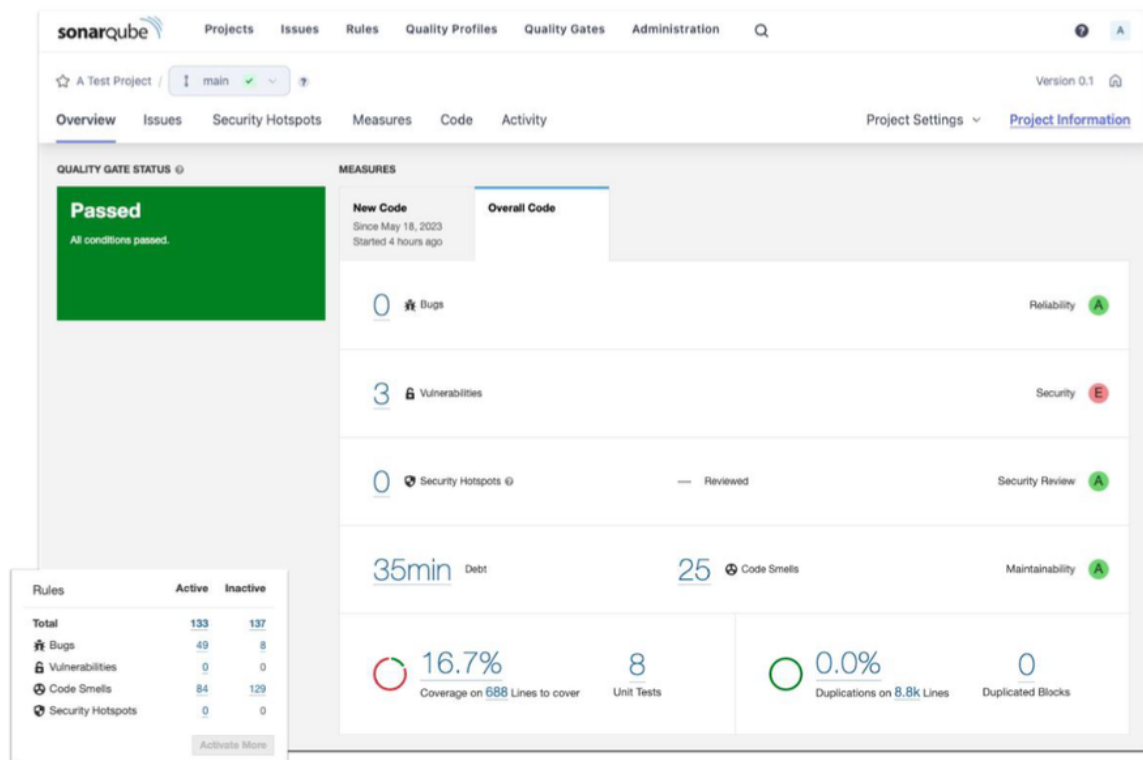 sonarqube Projects Issues Rules Quality Profiles Quality Gates Administration ? A
A Test Project / main ? Version 0.1
Overview Issues Security Hotspots Measures Code Activity Project Settings Project Information
QUALITY GATE STATUS ? MEASURES
Passed
All conditions passed.
New Code
Since May 18, 2023
Started 4 hours ago
Overall Code
0 Bugs Reliability A
3 Vulnerabilities Security E
0 Security Hotspots ? — Reviewed Security Review A
35min Debt 25 Code Smells Maintainability A
16.7% 8 0.0% 0
Coverage on 688 Lines to cover Unit Tests Duplications on 8.8k Lines Duplicated Blocks
Rules Active Inactive
Total 133 137
Bugs 49 8
Vulnerabilities 0 0
Code Smells 84 129
Security Hotspots 0 0
Activate More